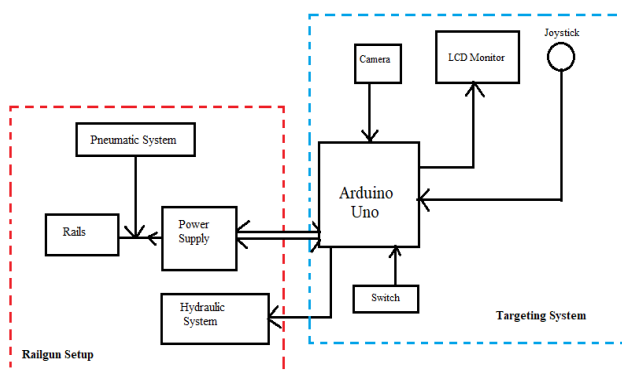 Joystick
Camera
LCD Monitor
Pneumatic System
Arduino
Uno
Rails
Power
Supply
Switch
Hydraulic
System
Targeting System
Railgun Setup